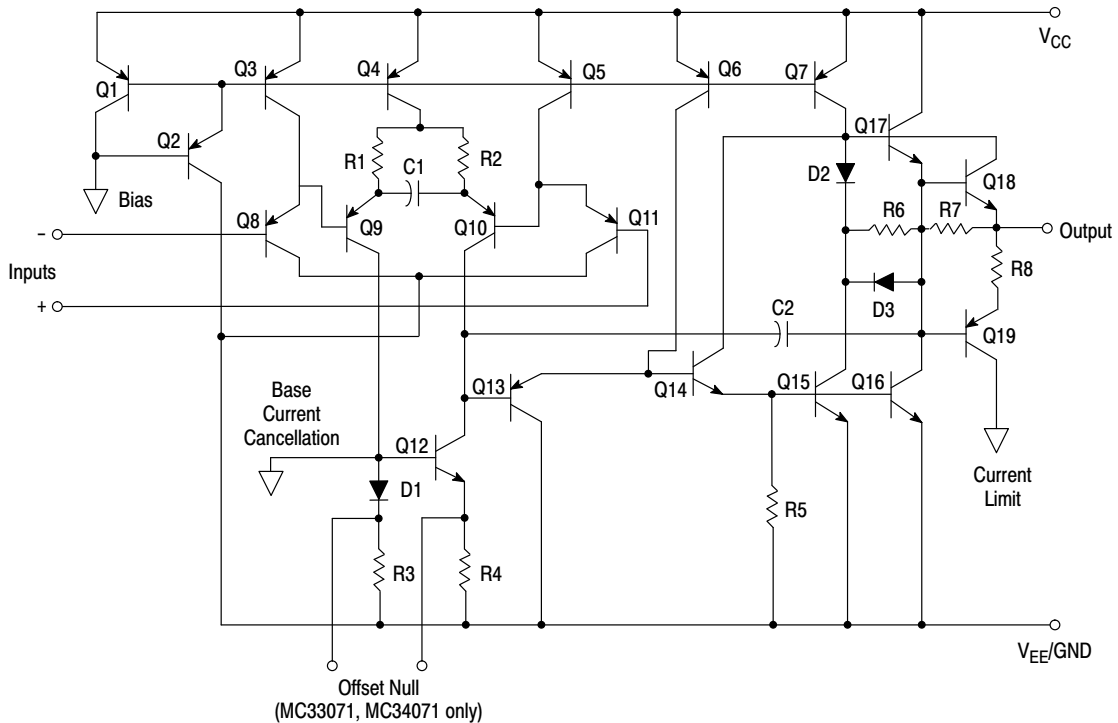 V_CC
Q1
Q3
Q4
Q5
Q6
Q7
Q2
Q17
Bias
R1
C1
R2
D2
Q18
Q8
Q9
Q10
Q11
R6
R7
Output
−
Inputs
+
D3
R8
C2
Q19
Base
Current
Cancellation
Q12
Q13
Q14
Q15
Q16
D1
Current
Limit
R5
R3
R4
V_EE/GND
Offset Null
(MC33071, MC34071 only)